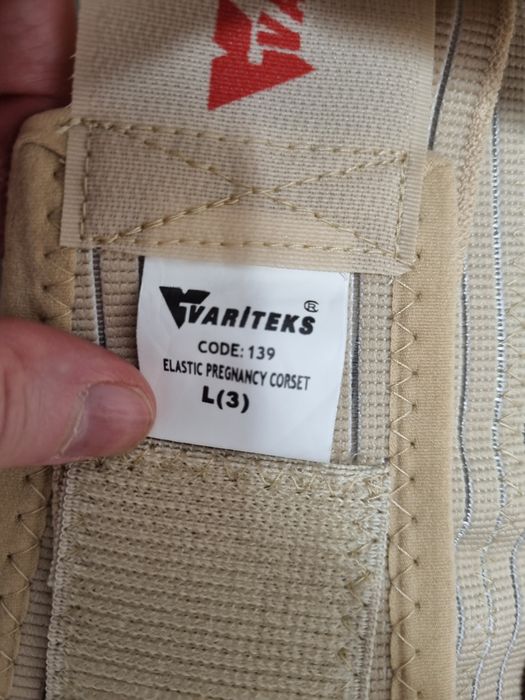 VARITEKS®
CODE: 139
ELASTIC PREGNANCY CORSET
L(3)